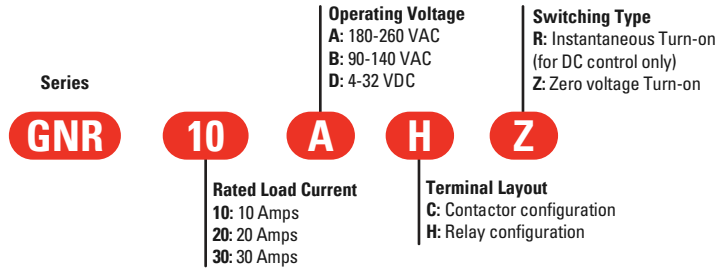 Operating Voltage
A: 180-260 VAC
B: 90-140 VAC
D: 4-32 VDC
Switching Type
R: Instantaneous Turn-on
(for DC control only)
Z: Zero voltage Turn-on
Series
GNR
10
A
H
Z
Rated Load Current
10: 10 Amps
20: 20 Amps
30: 30 Amps
Terminal Layout
C: Contactor configuration
H: Relay configuration